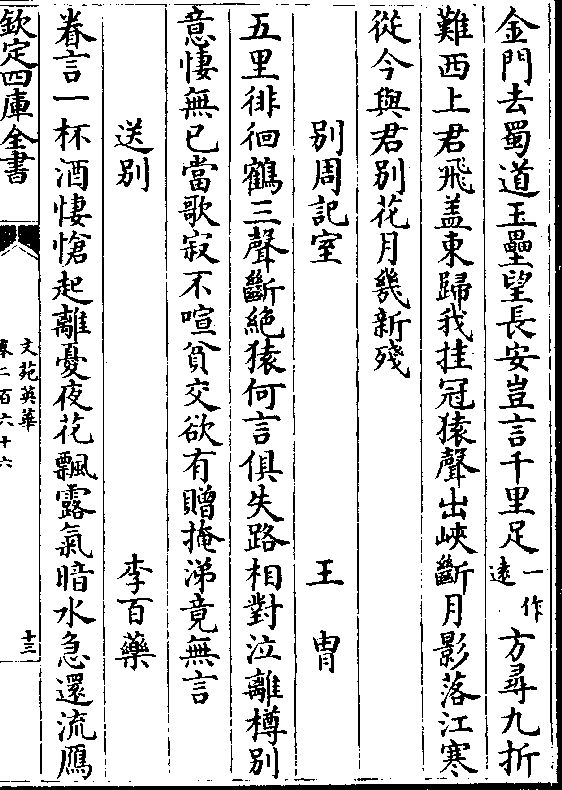 金門去蜀道玉壘望長安豈言千里足一作遠方尋九折
難西上君飛盖東歸我挂冠猿聲出峽斷月影落江寒
從今與君別花月幾新殘
別周記室 王胄
五里徘徊鶴三聲斷絶猿何言俱失路相對泣離樽別
意悽無已當歌寂不喧貧交欲有贈掩涕竟無言
送別 李百藥
眷言一杯酒悽愴起離憂夜花飄露氣暗水急還流鴈
欽定四庫全書
文苑英華
卷二百六十六
十三